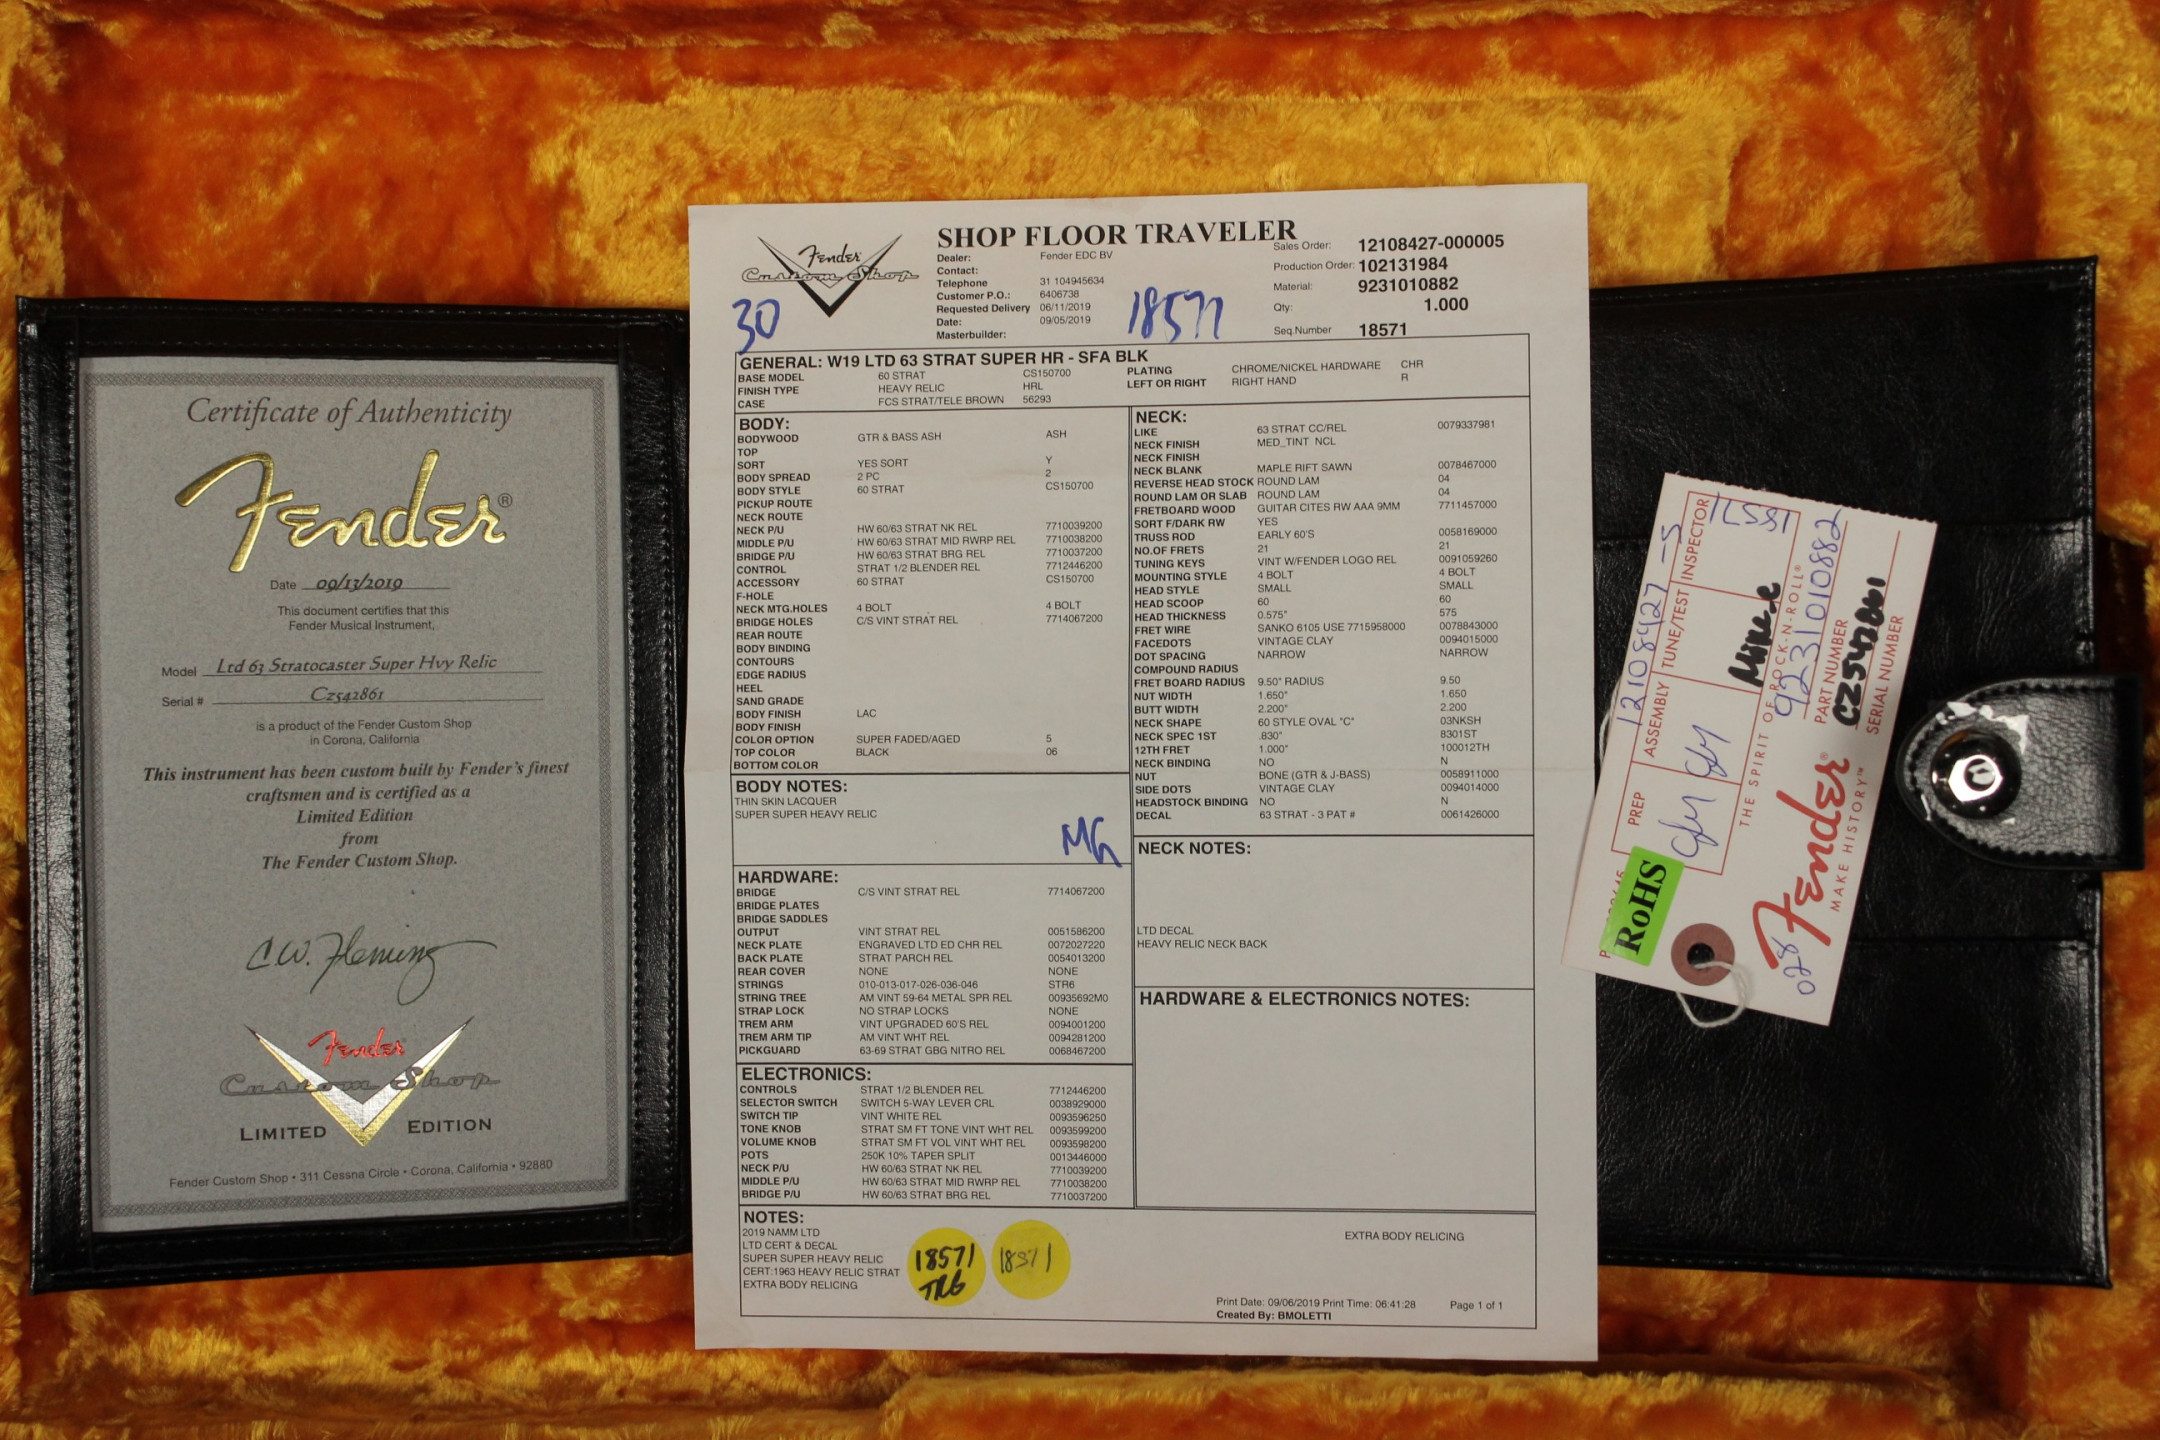 Certificate of Authenticity
Fender®
Date 09/13/2019
This document certifies that this
Fender Musical Instrument,
Model Ltd 63 Stratocaster Super Hvy Relic
Serial # Cz542861
is a product of the Fender Custom Shop
in Corona, California
This instrument has been custom built by Fender's finest
craftsmen and is certified as a
Limited Edition
from
The Fender Custom Shop.
C.W. Fleming
Fender
Custom Shop
LIMITED EDITION
Fender Custom Shop • 311 Cessna Circle • Corona, California • 92880
Fender
Custom Shop
30
SHOP FLOOR TRAVELER
Dealer: Fender EDC BV
Contact:
Telephone 31 104945634
Customer P.O.: 6406738
Requested Delivery 06/11/2019
Date: 09/05/2019
Masterbuilder:
18571
Sales Order: 12108427-000005
Production Order: 102131984
Material: 9231010882
Qty: 1.000
Seq.Number 18571
GENERAL: W19 LTD 63 STRAT SUPER HR - SFA BLK
BASE MODEL 60 STRAT CS150700 PLATING CHROME/NICKEL HARDWARE CHR
FINISH TYPE HEAVY RELIC HRL LEFT OR RIGHT RIGHT HAND R
CASE FCS STRAT/TELE BROWN 56293
BODY:
BODYWOOD GTR & BASS ASH ASH
TOP
SORT YES SORT Y
BODY SPREAD 2 PC 2
BODY STYLE 60 STRAT CS150700
PICKUP ROUTE
NECK ROUTE
NECK P/U HW 60/63 STRAT NK REL 7710039200
MIDDLE P/U HW 60/63 STRAT MID RWRP REL 7710038200
BRIDGE P/U HW 60/63 STRAT BRG REL 7710037200
CONTROL STRAT 1/2 BLENDER REL 7712446200
ACCESSORY 60 STRAT CS150700
F-HOLE
NECK MTG.HOLES 4 BOLT 4 BOLT
BRIDGE HOLES C/S VINT STRAT REL 7714067200
REAR ROUTE
BODY BINDING
CONTOURS
EDGE RADIUS
HEEL
SAND GRADE
BODY FINISH LAC
BODY FINISH
COLOR OPTION SUPER FADED/AGED 5
TOP COLOR BLACK 06
BOTTOM COLOR
BODY NOTES:
THIN SKIN LACQUER
SUPER SUPER HEAVY RELIC
MG
HARDWARE:
BRIDGE C/S VINT STRAT REL 7714067200
BRIDGE PLATES
BRIDGE SADDLES
OUTPUT VINT STRAT REL 0051586200
NECK PLATE ENGRAVED LTD ED CHR REL 0072027220
BACK PLATE STRAT PARCH REL 0054013200
REAR COVER NONE NONE
STRINGS 010-013-017-026-036-046 STR6
STRING TREE AM VINT 59-64 METAL SPR REL 00935692M0
STRAP LOCK NO STRAP LOCKS NONE
TREM ARM VINT UPGRADED 60'S REL 0094001200
TREM ARM TIP AM VINT WHT REL 0094281200
PICKGUARD 63-69 STRAT GBG NITRO REL 0068467200
ELECTRONICS:
CONTROLS STRAT 1/2 BLENDER REL 7712446200
SELECTOR SWITCH SWITCH 5-WAY LEVER CRL 0038929000
SWITCH TIP VINT WHITE REL 0093596250
TONE KNOB STRAT SM FT TONE VINT WHT REL 0093599200
VOLUME KNOB STRAT SM FT VOL VINT WHT REL 0093598200
POTS 250K 10% TAPER SPLIT 0013446000
NECK P/U HW 60/63 STRAT NK REL 7710039200
MIDDLE P/U HW 60/63 STRAT MID RWRP REL 7710038200
BRIDGE P/U HW 60/63 STRAT BRG REL 7710037200
NECK:
LIKE 63 STRAT CC/REL 0079337981
NECK FINISH MED_TINT NCL
NECK FINISH
NECK BLANK MAPLE RIFT SAWN 0078467000
REVERSE HEAD STOCK ROUND LAM 04
ROUND LAM OR SLAB ROUND LAM 04
FRETBOARD WOOD GUITAR CITES RW AAA 9MM 7711457000
SORT F/DARK RW YES
TRUSS ROD EARLY 60'S 0058169000
NO.OF FRETS 21 21
TUNING KEYS VINT W/FENDER LOGO REL 0091059260
MOUNTING STYLE 4 BOLT 4 BOLT
HEAD STYLE SMALL SMALL
HEAD SCOOP 60 60
HEAD THICKNESS 0.575" 575
FRET WIRE SANKO 6105 USE 7715958000 0078843000
FACEDOTS VINTAGE CLAY 0094015000
DOT SPACING NARROW NARROW
COMPOUND RADIUS
FRET BOARD RADIUS 9.50" RADIUS 9.50
NUT WIDTH 1.650" 1.650
BUTT WIDTH 2.200" 2.200
NECK SHAPE 60 STYLE OVAL "C" 03NKSH
NECK SPEC 1ST .830" 8301ST
12TH FRET 1.000" 100012TH
NECK BINDING NO N
NUT BONE (GTR & J-BASS) 0058911000
SIDE DOTS VINTAGE CLAY 0094014000
HEADSTOCK BINDING NO N
DECAL 63 STRAT - 3 PAT # 0061426000
NECK NOTES:
LTD DECAL
HEAVY RELIC NECK BACK
HARDWARE & ELECTRONICS NOTES:
NOTES:
2019 NAMM LTD
LTD CERT & DECAL
SUPER SUPER HEAVY RELIC
CERT:1963 HEAVY RELIC STRAT
EXTRA BODY RELICING
18571
TRG
18571
EXTRA BODY RELICING
Print Date: 09/06/2019 Print Time: 06:41:28 Page 1 of 1
Created By: BMOLETTI
12108427-5
PREP ASSEMBLY TUNE/TEST INSPECTOR
THE SPIRIT OF ROCK-N-ROLL®
9231010882
PART NUMBER
CZ542861
SERIAL NUMBER
Fender®
MAKE HISTORY™
RoHS
028